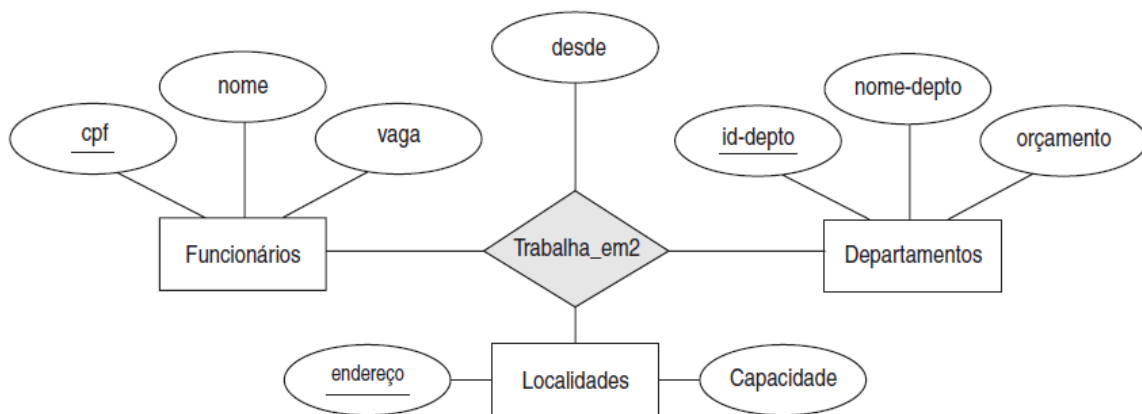 desde
nome
nome-depto
cpf
vaga
id-depto
orçamento
Funcionários
Trabalha_em2
Departamentos
endereço
Localidades
Capacidade